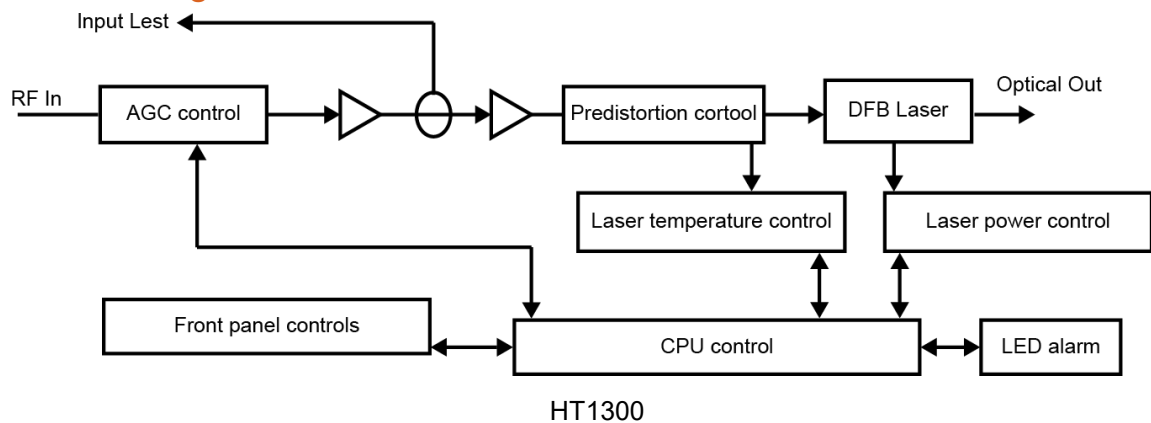 Input Lest
RF In
AGC control
Predistortion cortool
DFB Laser
Optical Out
Laser temperature control
Laser power control
Front panel controls
CPU control
LED alarm
HT1300